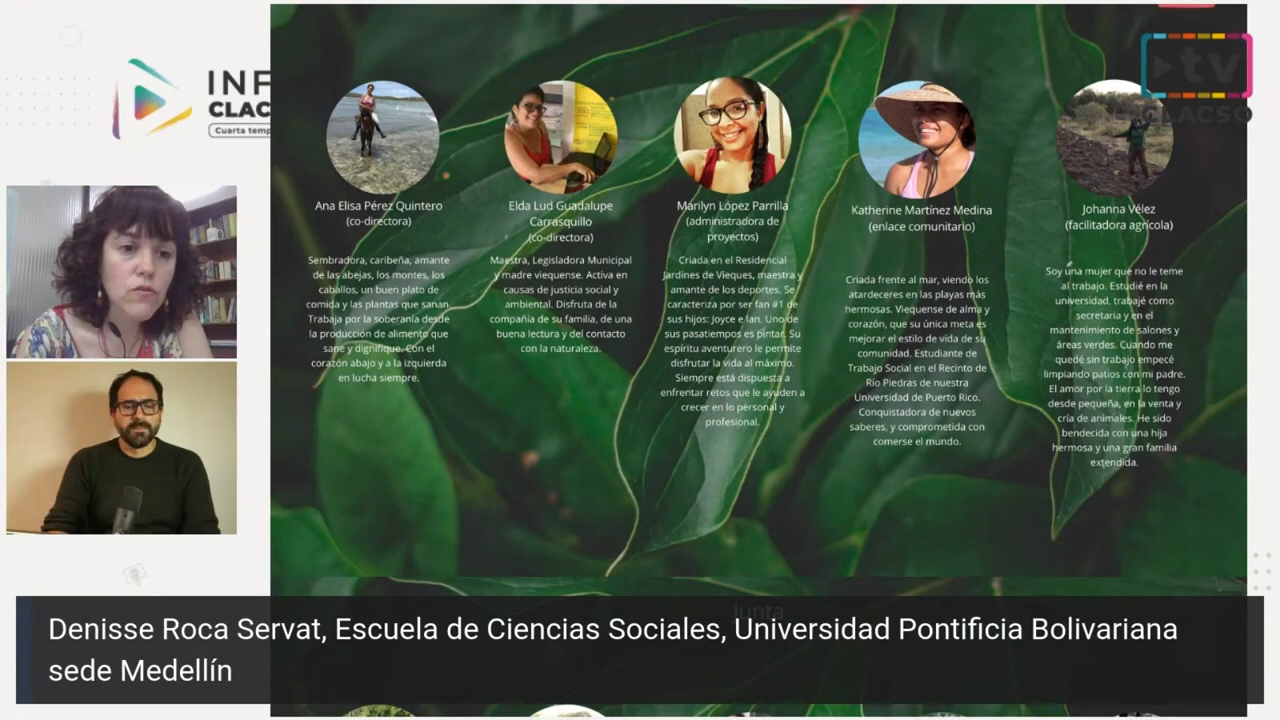 INF
CLAC
Cuarta temp
tv
CLACSO
Ana Elisa Pérez Quintero
(co-directora)
Sembradora, caribeña, amante
de las abejas, los montes, los
caballos, un buen plato de
comida y las plantas que sanan.
Trabaja por la soberanía desde
la producción de alimento que
sane y dignifique. Con el
corazón abajo y a la izquierda
en lucha siempre.
Elda Lud Guadalupe
Carrasquillo
(co-directora)
Maestra, Legisladora Municipal
y madre viequense. Activa en
causas de justicia social y
ambiental. Disfruta de la
compañía de su familia, de una
buena lectura y del contacto
con la naturaleza.
Marilyn López Parrilla
(administradora de
proyectos)
Criada en el Residencial
Jardines de Vieques, maestra y
amante de los deportes. Se
caracteriza por ser fan #1 de
sus hijos: Joyce e Ian. Uno de
sus pasatiempos es pintar. Su
espíritu aventurero le permite
disfrutar la vida al máximo.
Siempre está dispuesta a
enfrentar retos que le ayuden a
crecer en lo personal y
profesional.
Katherine Martínez Medina
(enlace comunitario)
Criada frente al mar, viendo los
atardeceres en las playas más
hermosas. Viequense de alma y
corazón, que su única meta es
mejorar el estilo de vida de su
comunidad. Estudiante de
Trabajo Social en el Recinto de
Río Piedras de nuestra
Universidad de Puerto Rico.
Conquistadora de nuevos
saberes, y comprometida con
comerse el mundo.
Johanna Vélez
(facilitadora agrícola)
Soy una mujer que no le teme
al trabajo. Estudié en la
universidad, trabajé como
secretaria y en el
mantenimiento de salones y
áreas verdes. Cuando me
quedé sin trabajo empecé
limpiando patios con mi padre.
El amor por la tierra lo tengo
desde pequeña, en la venta y
cría de animales. He sido
bendecida con una hija
hermosa y una gran familia
extendida.
Junta
Denisse Roca Servat, Escuela de Ciencias Sociales, Universidad Pontificia Bolivariana
sede Medellín